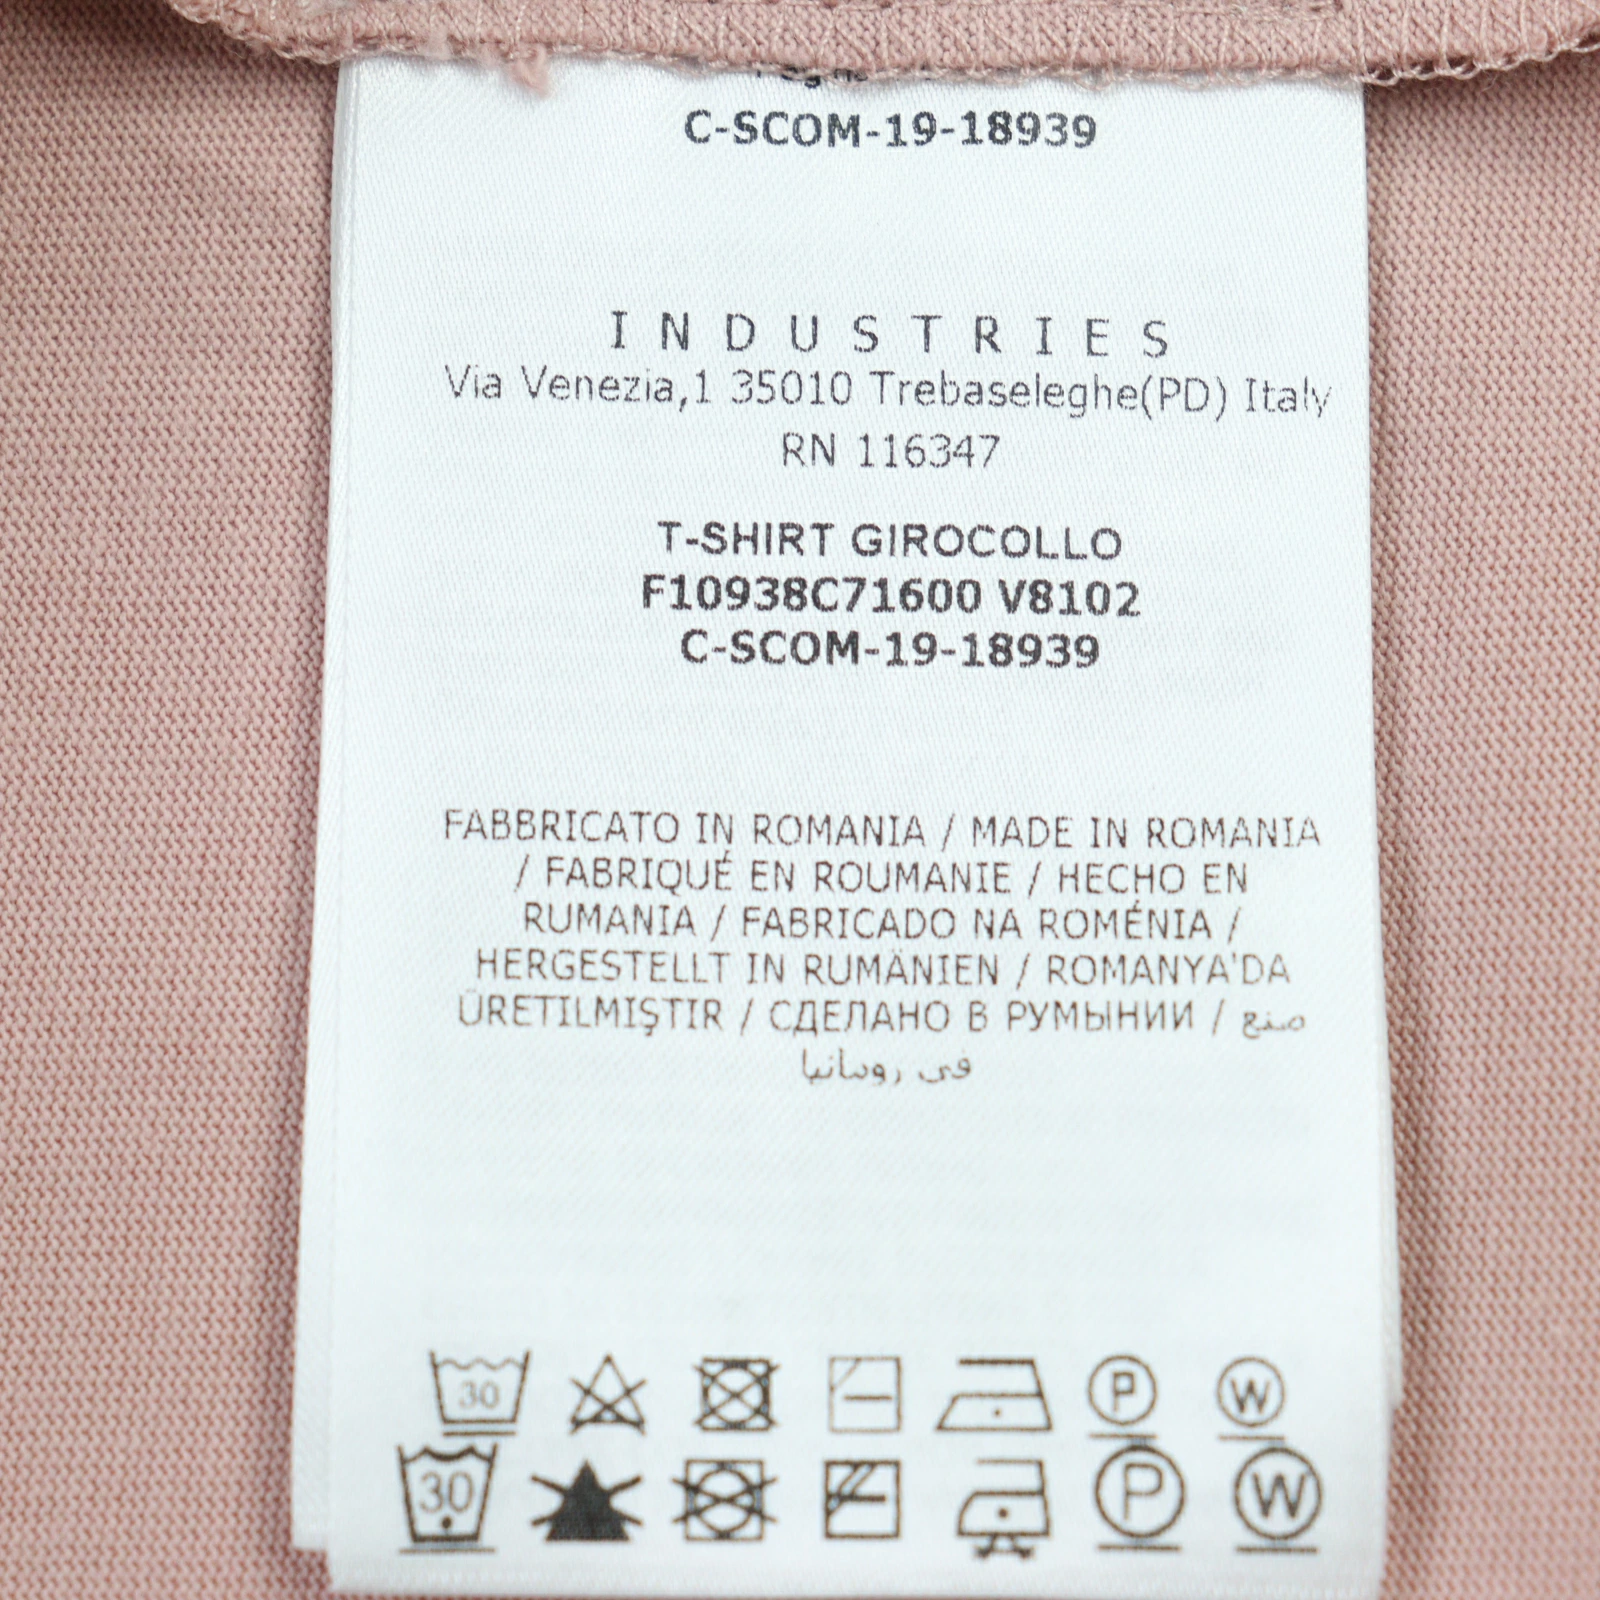 C-SCOM-19-18939
INDUSTRIES
Via Venezia,1 35010 Trebaseleghe(PD) Italy
RN 116347
T-SHIRT GIROCOLLO
F10938C71600 V8102
C-SCOM-19-18939
FABBRICATO IN ROMANIA / MADE IN ROMANIA
/ FABRIQUÉ EN ROUMANIE / HECHO EN
RUMANIA / FABRICADO NA ROMÉNIA /
HERGESTELLT IN RUMÄNIEN / ROMANYA'DA
ÜRETILMIŞTIR / СДЕЛАНО В РУМЫНИИ / صنع
في رومانيا
30 P W
30 P W